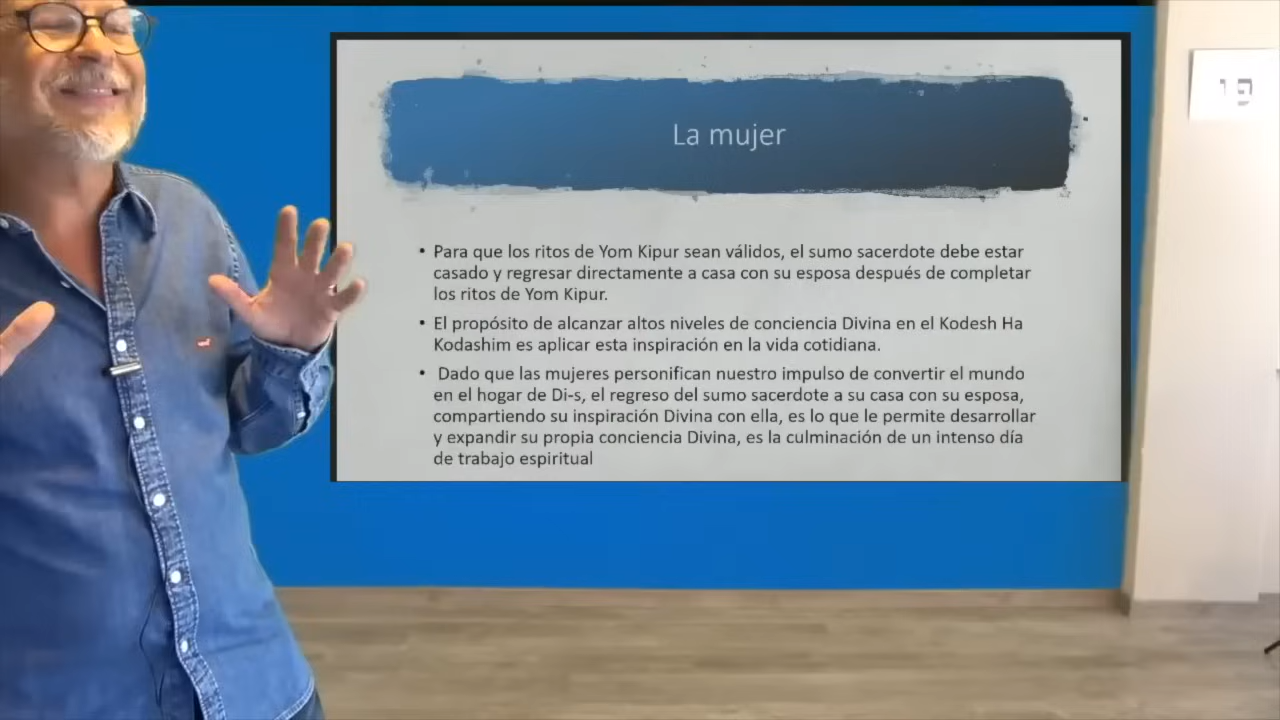 La mujer
• Para que los ritos de Yom Kipur sean válidos, el sumo sacerdote debe estar
casado y regresar directamente a casa con su esposa después de completar
los ritos de Yom Kipur.
• El propósito de alcanzar altos niveles de conciencia Divina en el Kodesh Ha
Kodashim es aplicar esta inspiración en la vida cotidiana.
• Dado que las mujeres personifican nuestro impulso de convertir el mundo
en el hogar de Di-s, el regreso del sumo sacerdote a su casa con su esposa,
compartiendo su inspiración Divina con ella, es lo que le permite desarrollar
y expandir su propia conciencia Divina, es la culminación de un intenso día
de trabajo espiritual